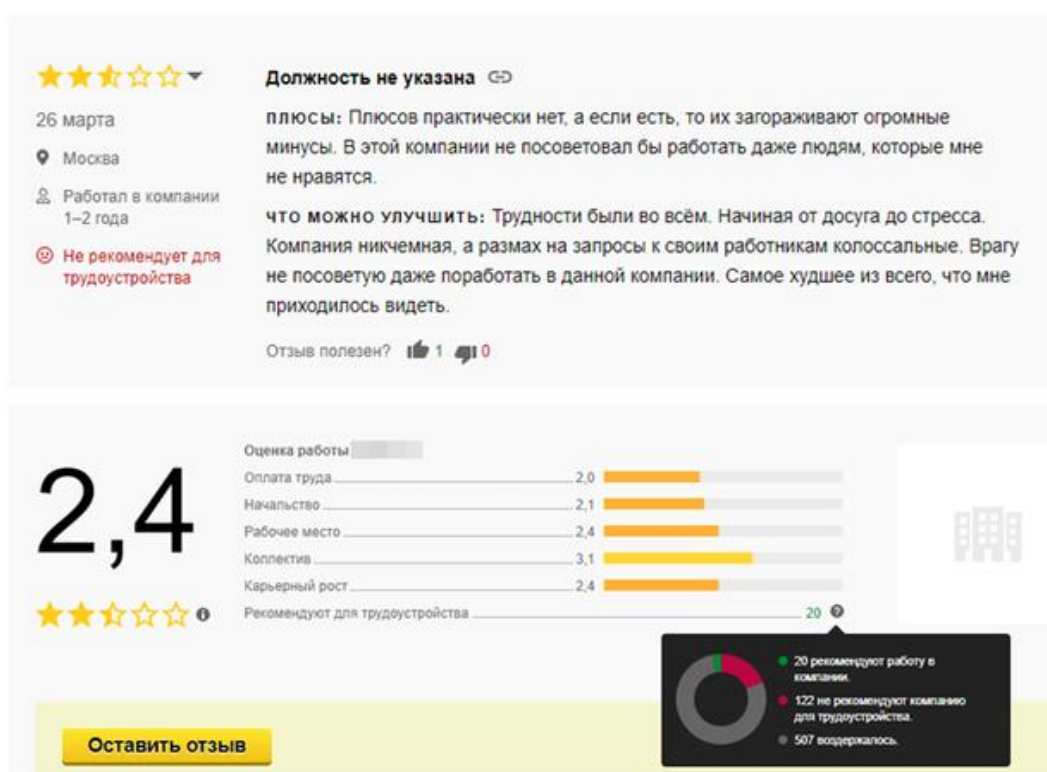 Должность не указана
26 марта
Москва
Работал в компании
1–2 года
Не рекомендует для
трудоустройства
ПЛЮСЫ: Плюсов практически нет, а если есть, то их загораживают огромные
минусы. В этой компании не посоветовал бы работать даже людям, которые мне
не нравятся.
ЧТО МОЖНО УЛУЧШИТЬ: Трудности были во всём. Начиная от досуга до стресса.
Компания никчемная, а размах на запросы к своим работникам колоссальные. Врагу
не посоветую даже поработать в данной компании. Самое худшее из всего, что мне
приходилось видеть.
Отзыв полезен? 1 0
2,4
Оценка работы
Оплата труда 2,0
Начальство 2,1
Рабочее место 2,4
Коллектив 3,1
Карьерный рост 2,4
Рекомендуют для трудоустройства 20
20 рекомендуют работу в
компании.
122 не рекомендуют компанию
для трудоустройства.
507 воздержалось.
Оставить отзыв